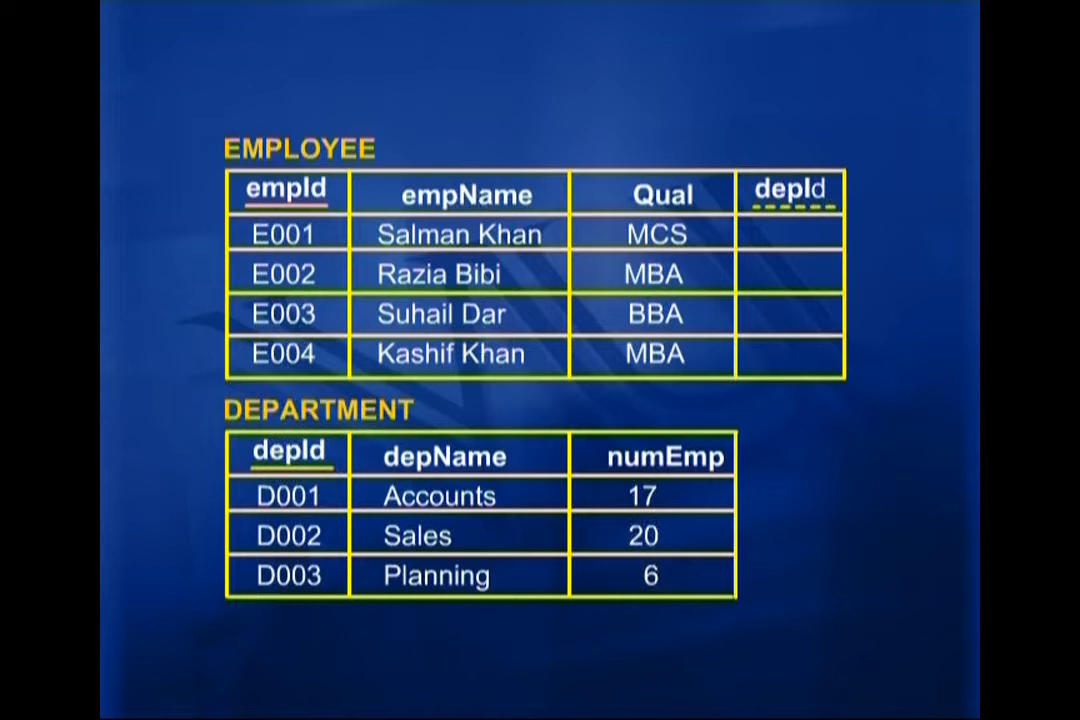 EMPLOYEE
empId empName Qual depId
E001 Salman Khan MCS
E002 Razia Bibi MBA
E003 Suhail Dar BBA
E004 Kashif Khan MBA
DEPARTMENT
depId depName numEmp
D001 Accounts 17
D002 Sales 20
D003 Planning 6